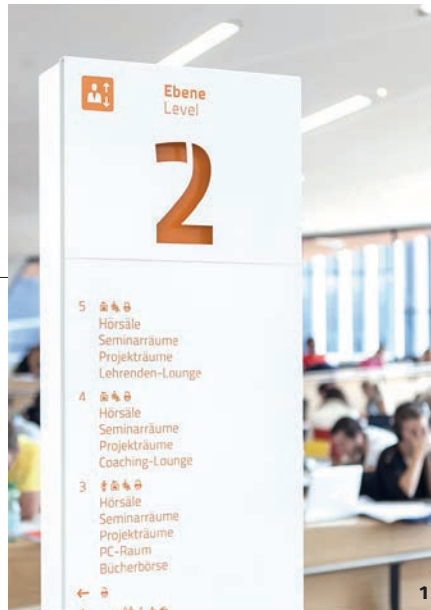 Ebene
Level
2
5
Hörsäle
Seminarräume
Projekträume
Lehrenden-Lounge
4
Hörsäle
Seminarräume
Projekträume
Coaching-Lounge
3
Hörsäle
Seminarräume
Projekträume
PC-Raum
Bücherbörse
←
1